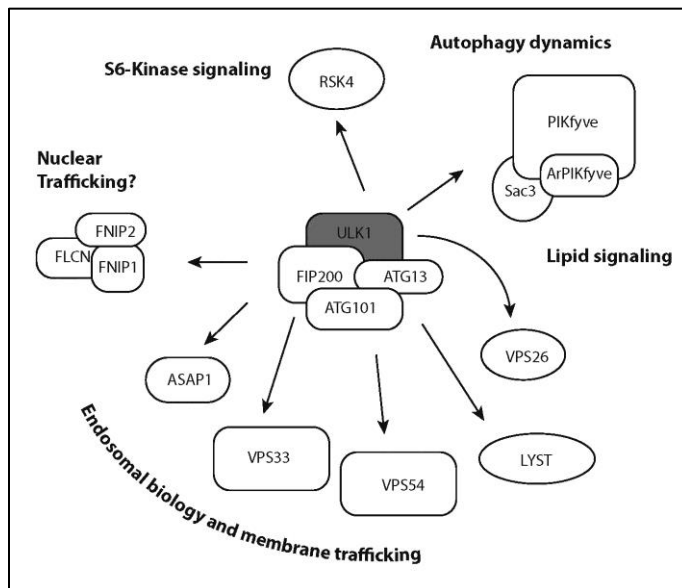 Autophagy dynamics
S6-Kinase signaling
RSK4
PIKfyve
ArPIKfyve
Sac3
Nuclear
Trafficking?
FNIP2
FLCN
FNIP1
ULK1
FIP200
ATG13
ATG101
Lipid signaling
VPS26
ASAP1
VPS33
VPS54
LYST
Endosomal biology and membrane trafficking